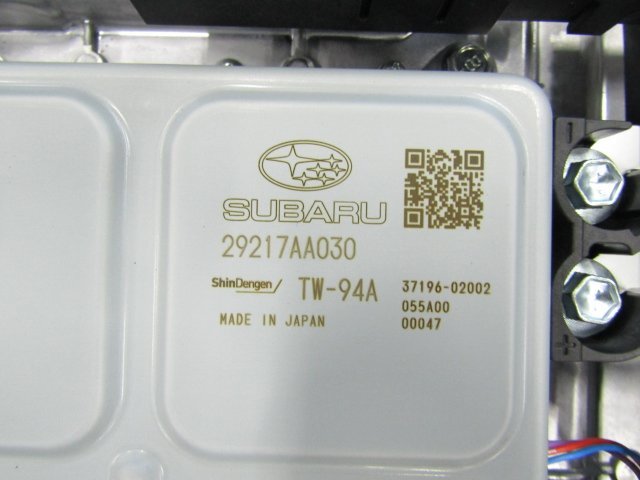 SUBARU
29217AA030
ShinDengen TW-94A 37196-02002
055A00
MADE IN JAPAN 00047